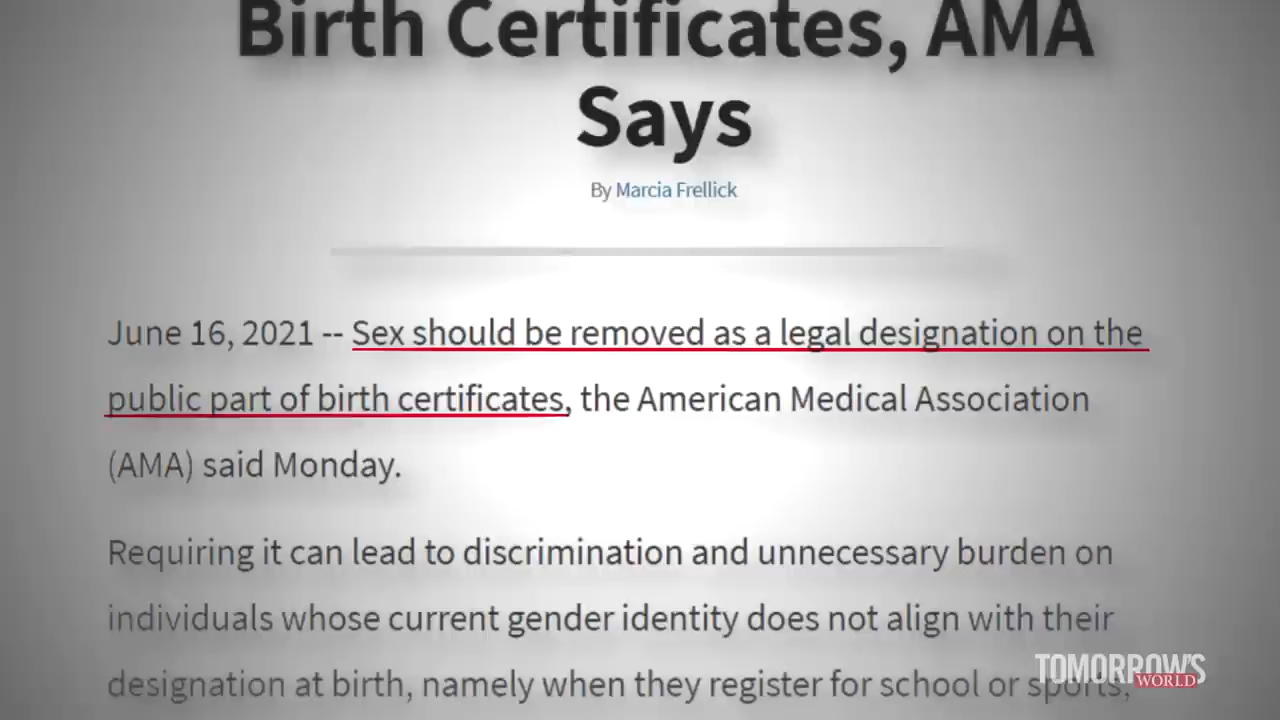 Birth Certificates, AMA
Says
By Marcia Frellick
June 16, 2021 -- Sex should be removed as a legal designation on the
public part of birth certificates, the American Medical Association
(AMA) said Monday.
Requiring it can lead to discrimination and unnecessary burden on
individuals whose current gender identity does not align with their
designation at birth, namely when they register for school or sports,
TOMORROW'S
WORLD